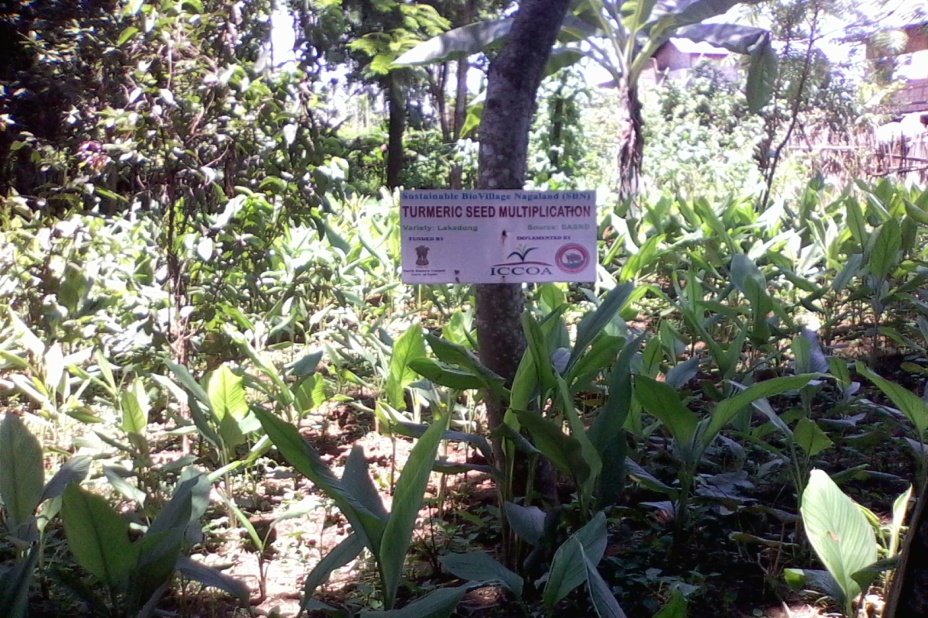 Sustainable BioVillage Nagaland (SBN)
TURMERIC SEED MULTIPLICATION
Variety: Lakadong
Source: SASRD
FUNDED BY
IMPLEMENTED BY
ICCOA